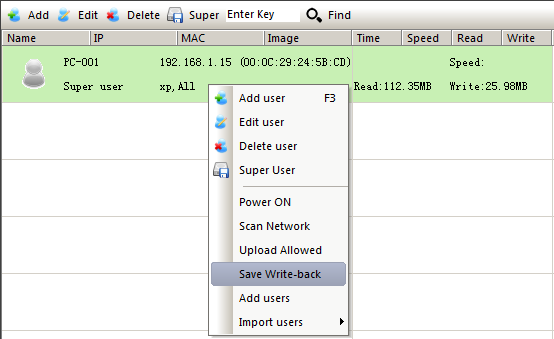 Add Edit Delete Super Enter Key Find
Name IP MAC Image Time Speed Read Write
PC-001 192.168.1.15 (00:0C:29:24:5B:CD) Speed:
Super user xp,All Read:112.35MB Write:25.98MB
Add user F3
Edit user
Delete user
Super User
Power ON
Scan Network
Upload Allowed
Save Write-back
Add users
Import users